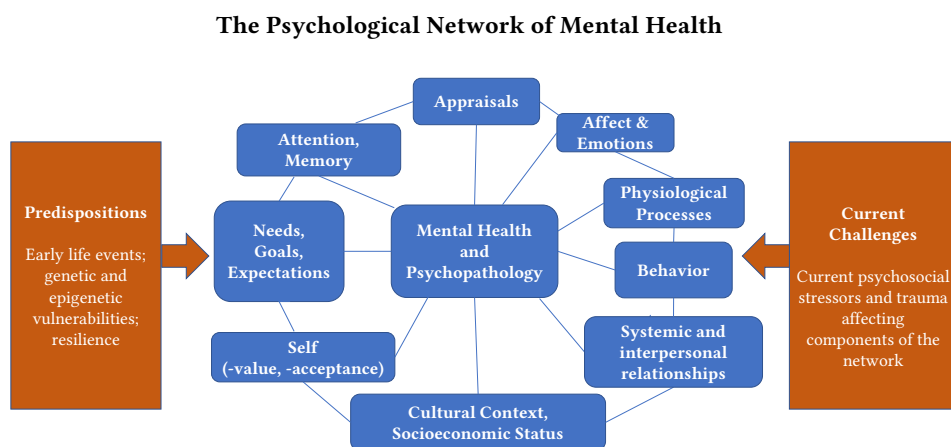 The Psychological Network of Mental Health
Appraisals
Affect &
Emotions
Attention,
Memory
Physiological
Processes
Predispositions
Early life events;
genetic and
epigenetic
vulnerabilities;
resilience
Needs,
Goals,
Expectations
Mental Health
and
Psychopathology
Behavior
Current
Challenges
Current psychosocial
stressors and trauma
affecting
components of the
network
Self
(-value, -acceptance)
Systemic and
interpersonal
relationships
Cultural Context,
Socioeconomic Status